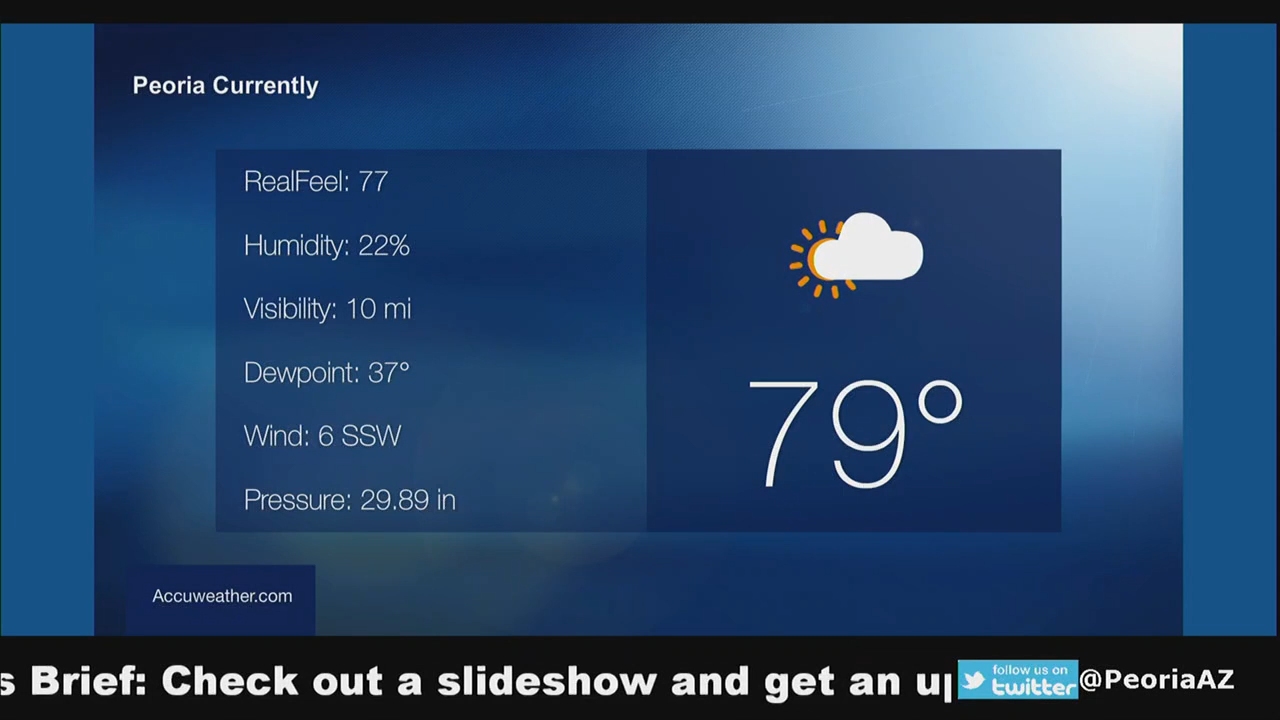 Peoria Currently
RealFeel: 77
Humidity: 22%
Visibility: 10 mi
Dewpoint: 37°
Wind: 6 SSW
Pressure: 29.89 in
79°
Accuweather.com
s Brief: Check out a slideshow and get an up
follow us on
twitter
@PeoriaAZ